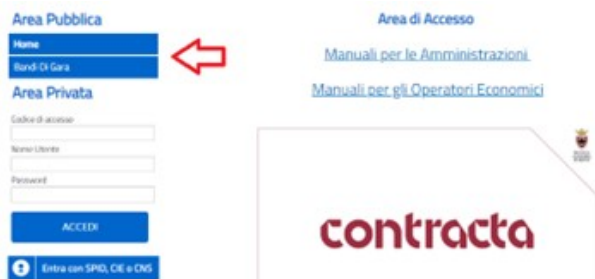 Area Pubblica
Home
Bandi Di Gara
Area Privata
Codice di accesso
Nome Utente
Password
ACCEDI
Entra con SPID, CIE o CNS
Area di Accesso
Manuali per le Amministrazioni
Manuali per gli Operatori Economici
contracta